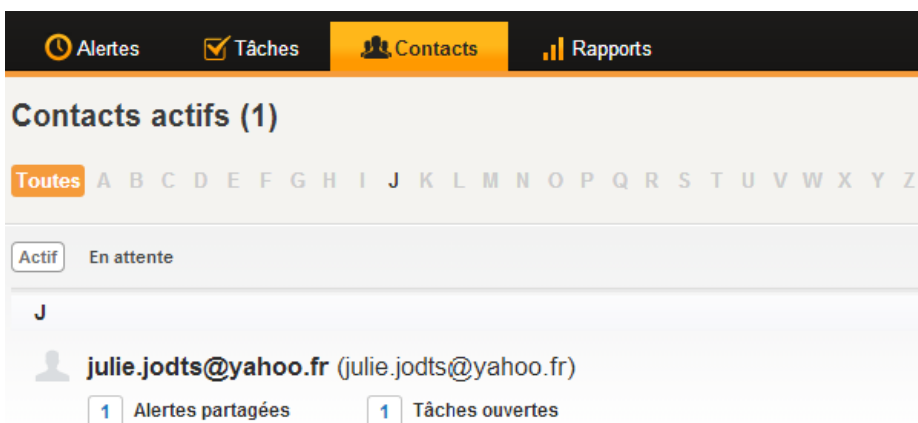 Alertes Tâches Contacts Rapports
Contacts actifs (1)
Toutes A B C D E F G H I J K L M N O P Q R S T U V W X Y Z
Actif En attente
J
julie.jodts@yahoo.fr (julie.jodts@yahoo.fr)
1 Alertes partagées 1 Tâches ouvertes